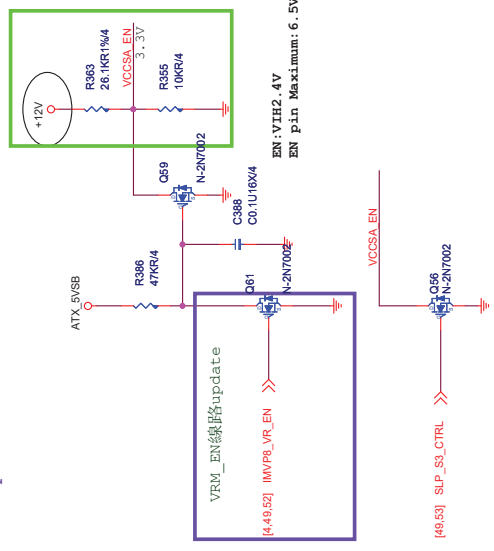 +12V
R363
26.1KR1%/4
VCCSA_EN
3.3V
R355
10KR/4
EN:VIH2.4V
EN pin Maximum:6.5V
Q59
N-2N7002
C388
C0.1U16X/4
ATX_5VSB
R386
47KR/4
Q61
N-2N7002
VRM_EN線路update
[4,49,52] IMVP8_VR_EN
VCCSA_EN
Q56
N-2N7002
[49,53] SLP_S3_CTRL